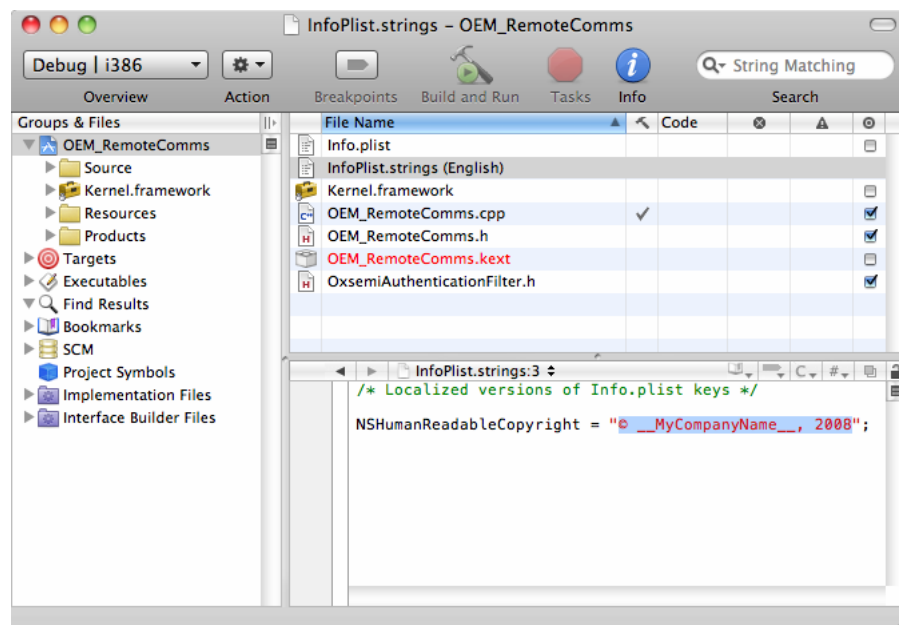 InfoPlist.strings – OEM_RemoteComms
Debug | i386
String Matching
Overview Action Breakpoints Build and Run Tasks Info Search
Groups & Files
OEM_RemoteComms
Source
Kernel.framework
Resources
Products
Targets
Executables
Find Results
Bookmarks
SCM
Project Symbols
Implementation Files
Interface Builder Files
File Name Code
Info.plist
InfoPlist.strings (English)
Kernel.framework
OEM_RemoteComms.cpp
OEM_RemoteComms.h
OEM_RemoteComms.kext
OxsemiAuthenticationFilter.h
InfoPlist.strings:3
C #
/* Localized versions of Info.plist keys */
NSHumanReadableCopyright = "© __MyCompanyName__, 2008";